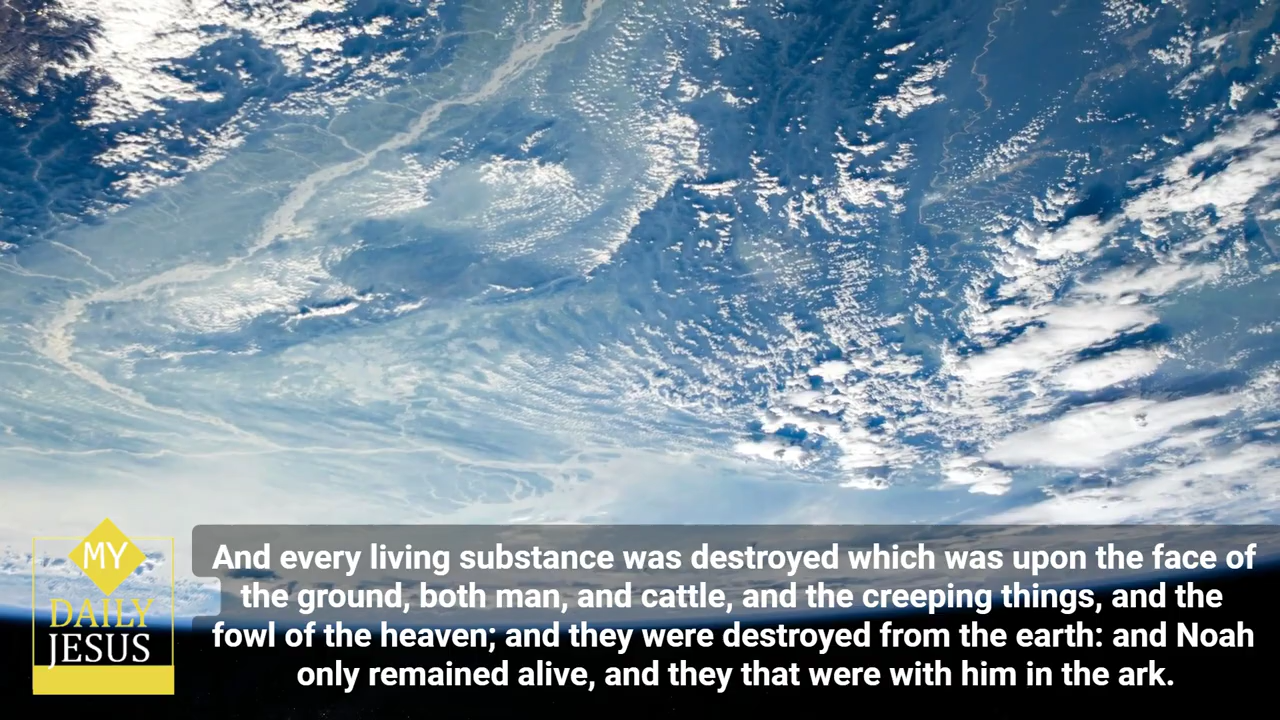 MY
DAILY
JESUS
And every living substance was destroyed which was upon the face of
the ground, both man, and cattle, and the creeping things, and the
fowl of the heaven; and they were destroyed from the earth: and Noah
only remained alive, and they that were with him in the ark.